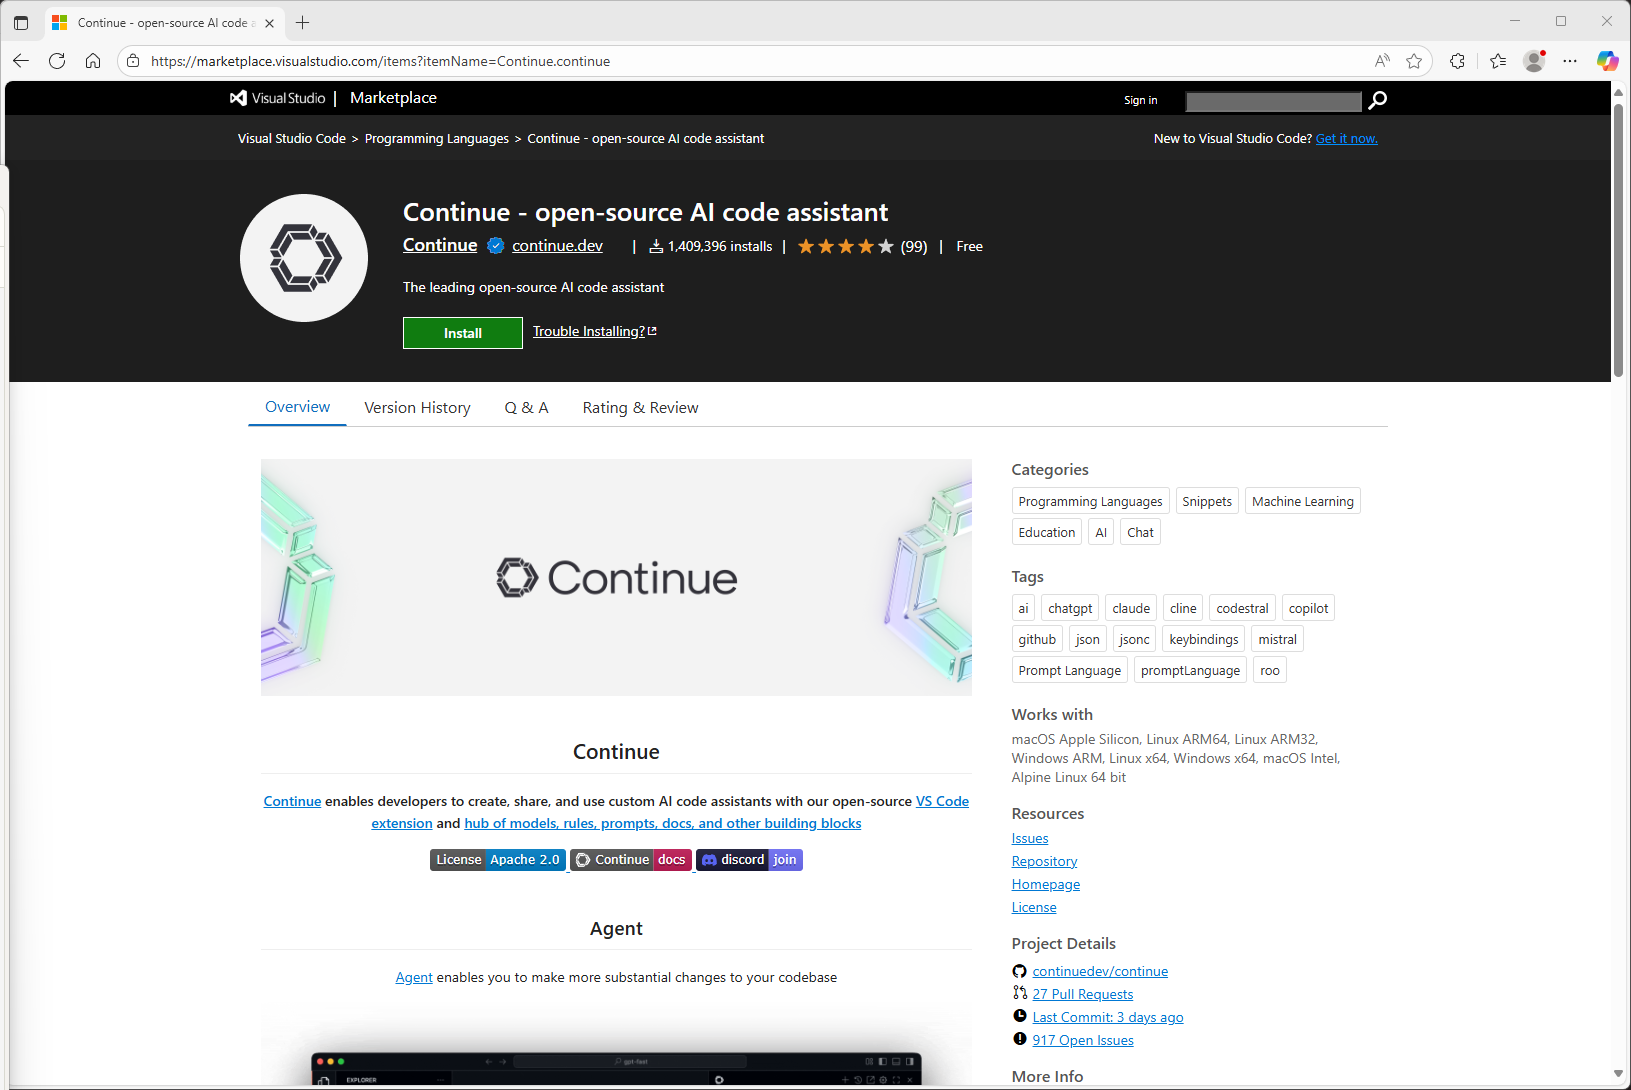 Continue - open-source AI code a
https://marketplace.visualstudio.com/items?itemName=Continue.continue
Visual Studio | Marketplace
Sign in
Visual Studio Code > Programming Languages > Continue - open-source AI code assistant
New to Visual Studio Code? Get it now.
Continue - open-source AI code assistant
Continue continue.dev | 1,409,396 installs | (99) | Free
The leading open-source AI code assistant
Install Trouble Installing?
Overview Version History Q & A Rating & Review
Continue
Continue
Continue enables developers to create, share, and use custom AI code assistants with our open-source VS Code
extension and hub of models, rules, prompts, docs, and other building blocks
License Apache 2.0 Continue docs discord join
Agent
Agent enables you to make more substantial changes to your codebase
gpt-fast
EXPLORER
Categories
Programming Languages Snippets Machine Learning
Education AI Chat
Tags
ai chatgpt claude cline codestral copilot
github json jsonc keybindings mistral
Prompt Language promptLanguage roo
Works with
macOS Apple Silicon, Linux ARM64, Linux ARM32,
Windows ARM, Linux x64, Windows x64, macOS Intel,
Alpine Linux 64 bit
Resources
Issues
Repository
Homepage
License
Project Details
continuedev/continue
27 Pull Requests
Last Commit: 3 days ago
917 Open Issues
More Info